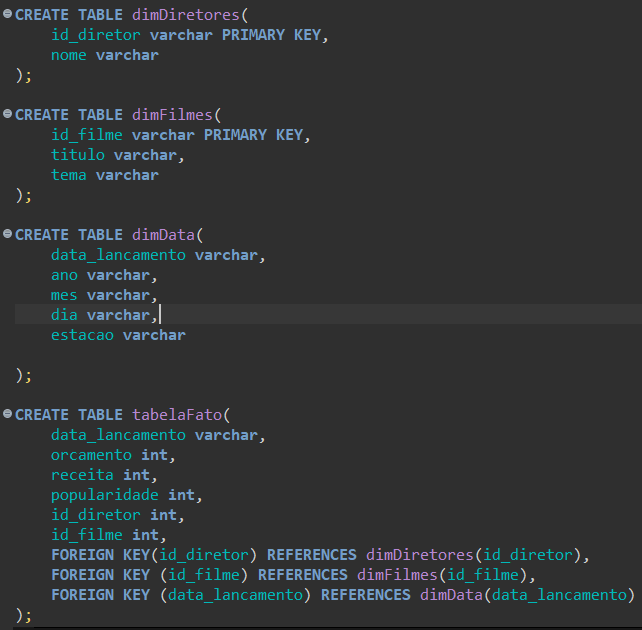 CREATE TABLE dimDiretores(
id_diretor varchar PRIMARY KEY,
nome varchar
);
CREATE TABLE dimFilmes(
id_filme varchar PRIMARY KEY,
titulo varchar,
tema varchar
);
CREATE TABLE dimData(
data_lancamento varchar,
ano varchar,
mes varchar,
dia varchar,
estacao varchar
);
CREATE TABLE tabelaFato(
data_lancamento varchar,
orcamento int,
receita int,
popularidade int,
id_diretor int,
id_filme int,
FOREIGN KEY(id_diretor) REFERENCES dimDiretores(id_diretor),
FOREIGN KEY (id_filme) REFERENCES dimFilmes(id_filme),
FOREIGN KEY (data_lancamento) REFERENCES dimData(data_lancamento)
);